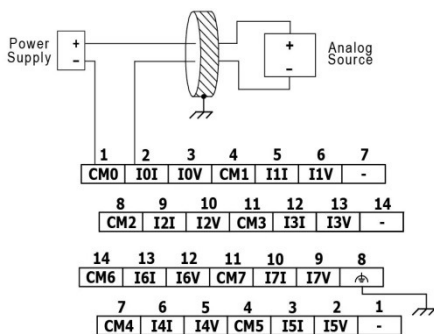 Power
Supply
+
−
+
−
Analog
Source
1 2 3 4 5 6 7
CM0 I0I I0V CM1 I1I I1V -
8 9 10 11 12 13 14
CM2 I2I I2V CM3 I3I I3V -
14 13 12 11 10 9 8
CM6 I6I I6V CM7 I7I I7V
7 6 5 4 3 2 1
CM4 I4I I4V CM5 I5I I5V -